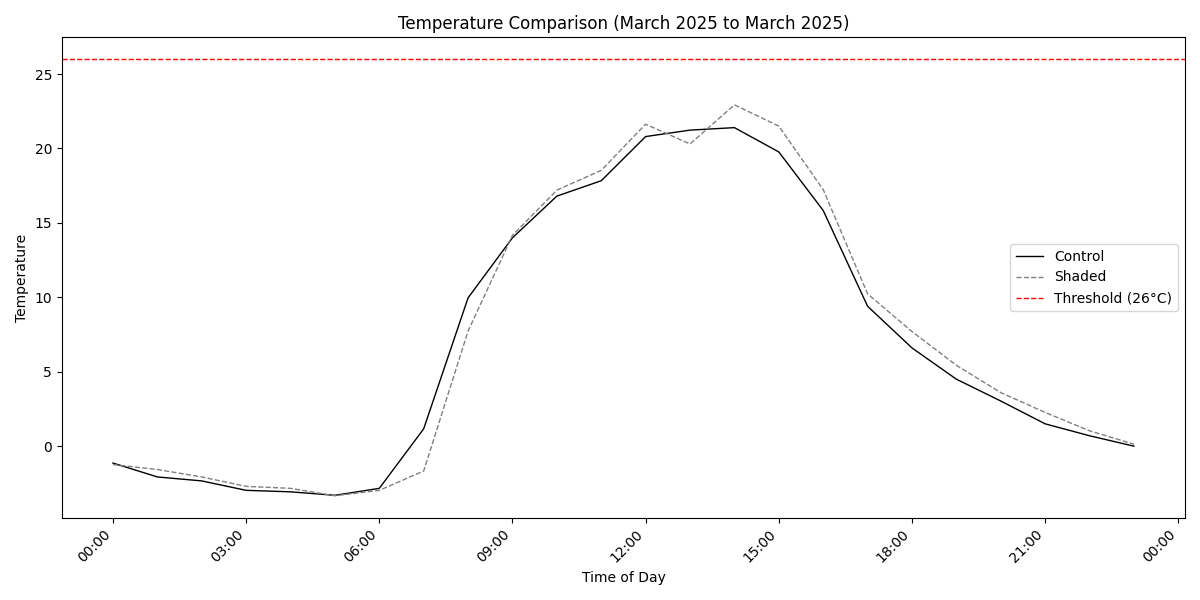 Temperature Comparison (March 2025 to March 2025)
Temperature
25
20
15
10
5
0
Control
Shaded
Threshold (26°C)
00:00
03:00
06:00
09:00
12:00
15:00
18:00
21:00
00:00
Time of Day